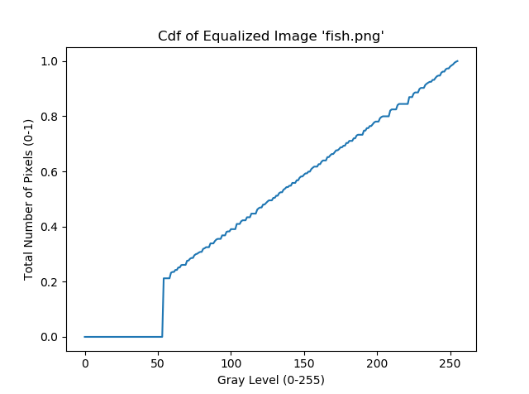 Cdf of Equalized Image 'fish.png'
1.0
0.8
0.6
0.4
0.2
0.0
Total Number of Pixels (0-1)
0 50 100 150 200 250
Gray Level (0-255)